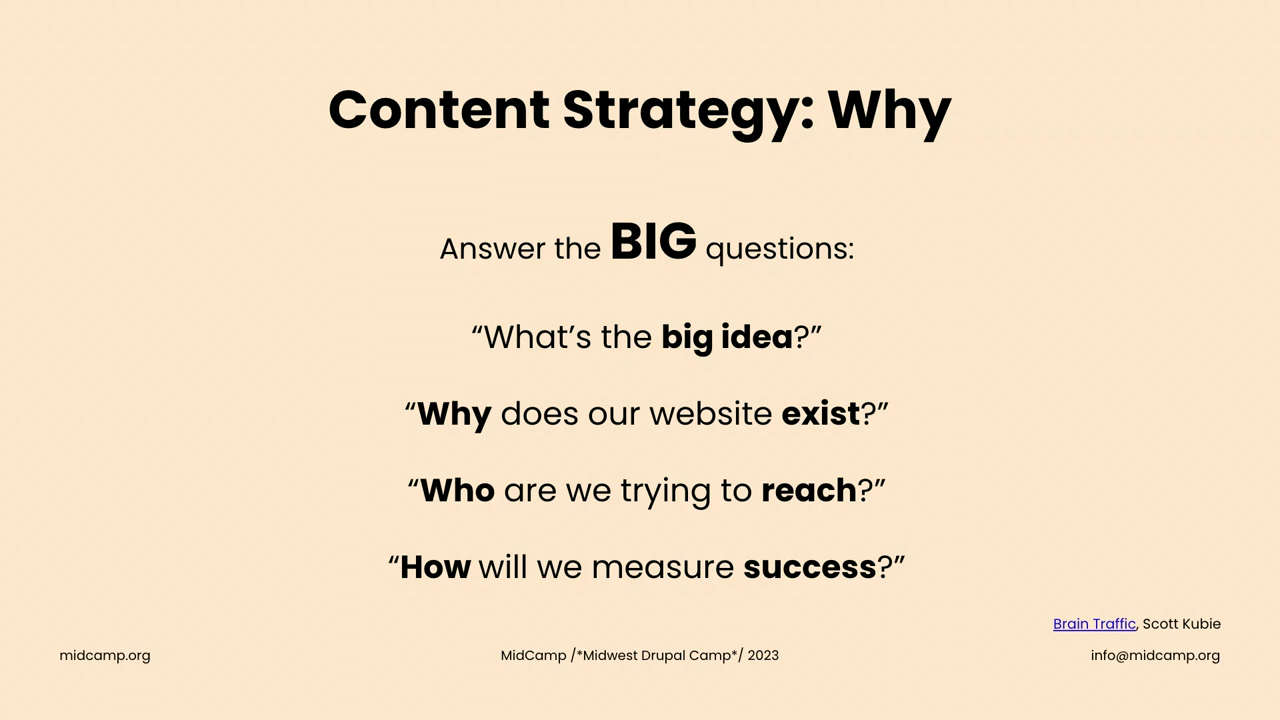 Content Strategy: Why
Answer the BIG questions:
“What’s the big idea?”
“Why does our website exist?”
“Who are we trying to reach?”
“How will we measure success?”
Brain Traffic, Scott Kubie
midcamp.org
MidCamp /*Midwest Drupal Camp*/ 2023
info@midcamp.org